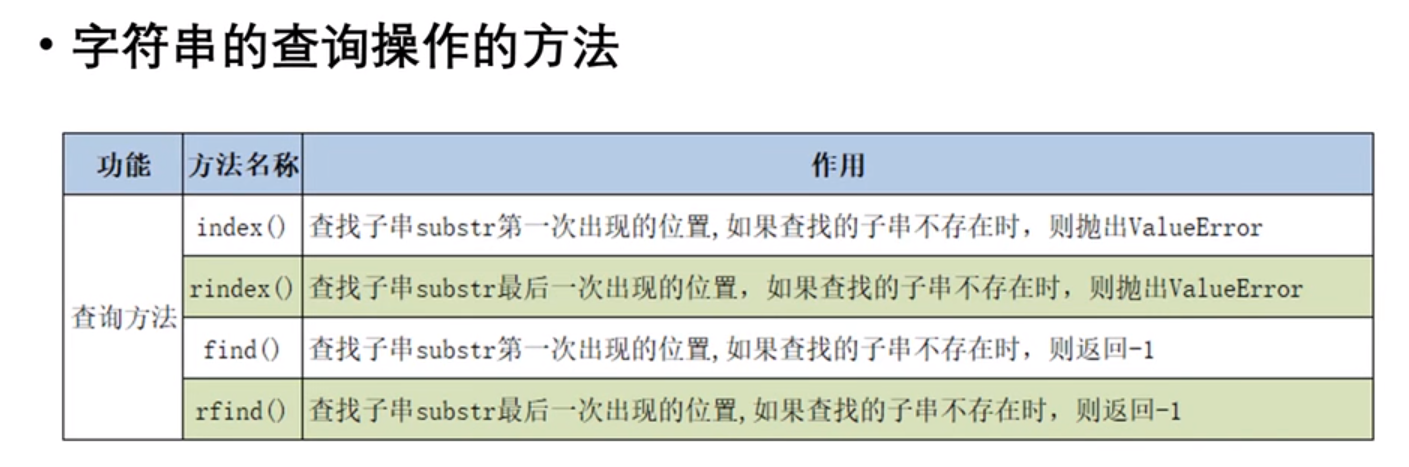 • 字符串的查询操作的方法
功能 方法名称 作用
查询方法
index() 查找子串substr第一次出现的位置,如果查找的子串不存在时，则抛出ValueError
rindex() 查找子串substr最后一次出现的位置，如果查找的子串不存在时，则抛出ValueError
find() 查找子串substr第一次出现的位置,如果查找的子串不存在时，则返回-1
rfind() 查找子串substr最后一次出现的位置,如果查找的子串不存在时，则返回-1